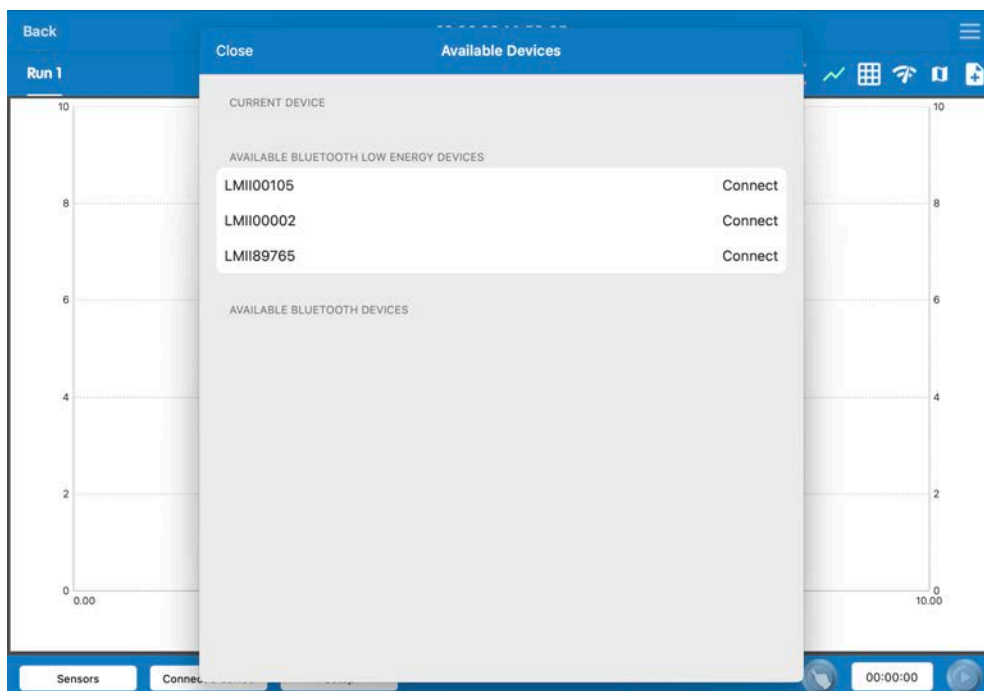 Back
Close
Available Devices
Run 1
CURRENT DEVICE
10
10
AVAILABLE BLUETOOTH LOW ENERGY DEVICES
LMII00105
Connect
8
8
LMII00002
Connect
LMII89765
Connect
6
6
AVAILABLE BLUETOOTH DEVICES
4
4
2
2
0
0
0.00
10.00
Sensors
00:00:00